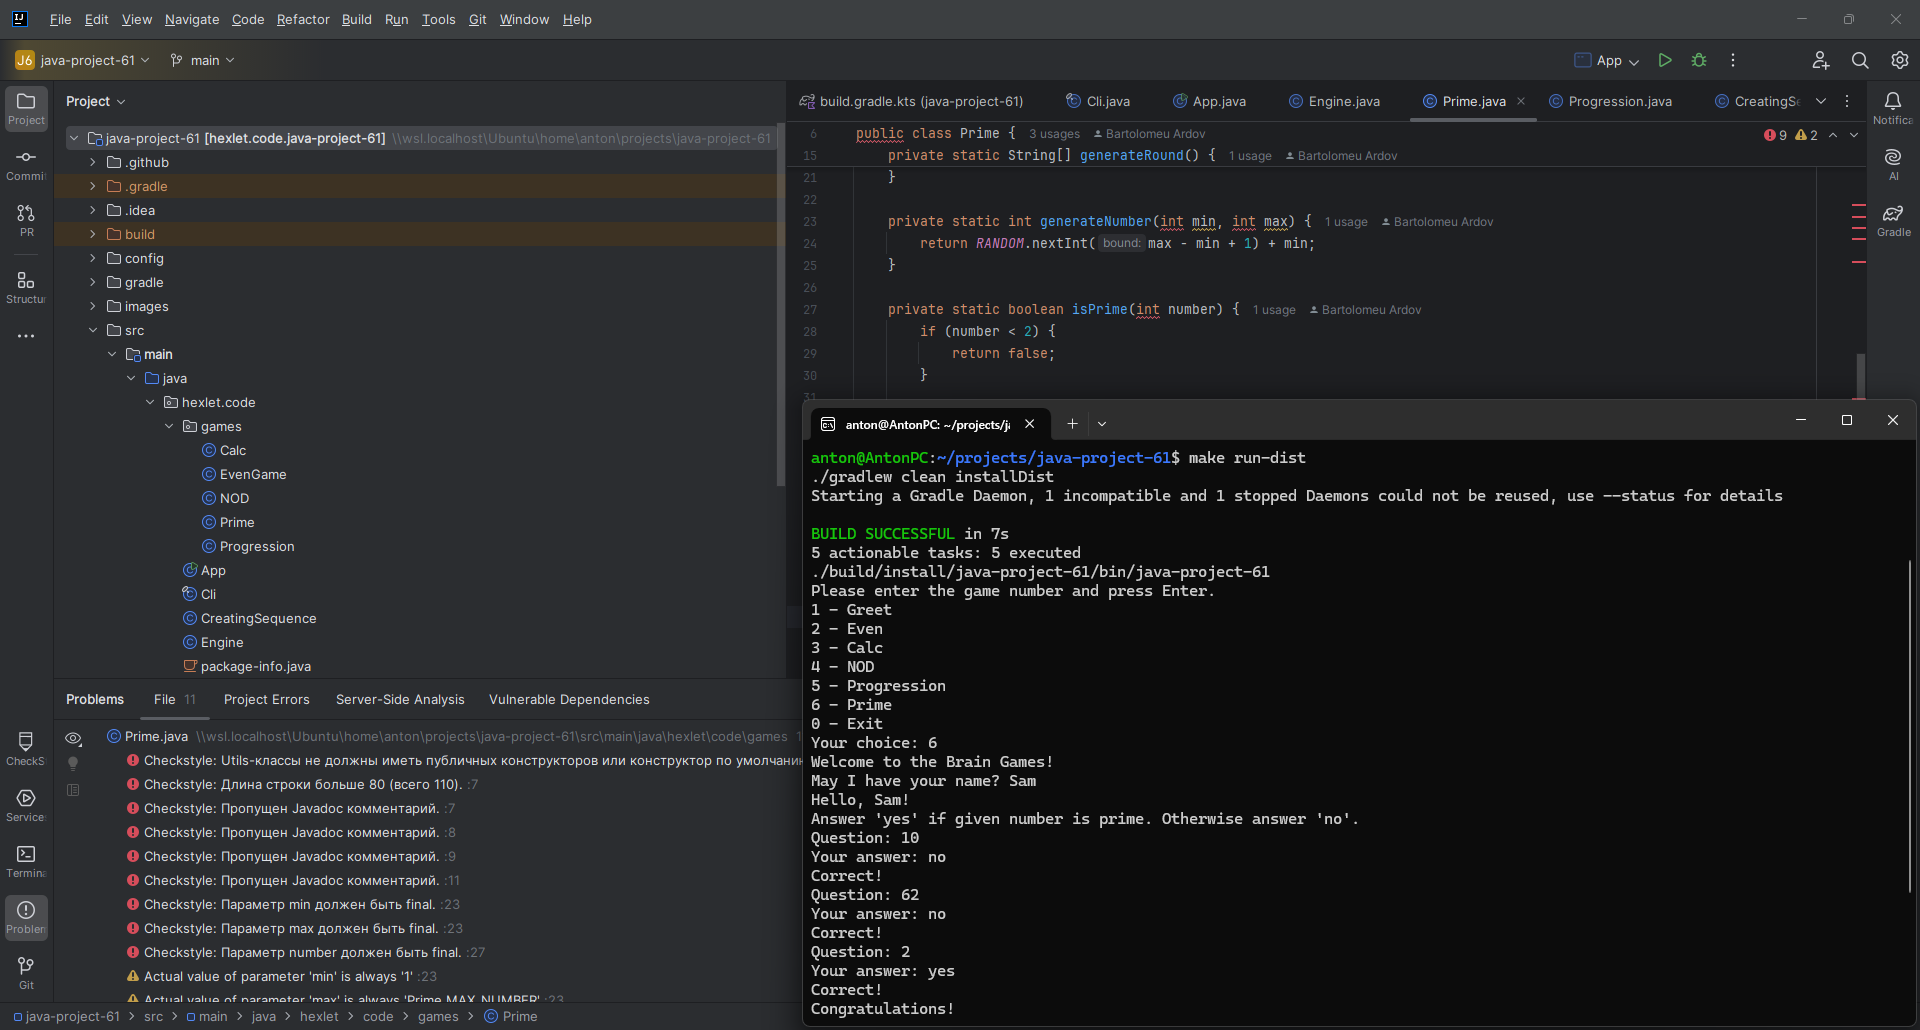 File Edit View Navigate Code Refactor Build Run Tools Git Window Help
J6 java-project-61 main App
Project
Commi
PR
Structu
CheckS
Service
Termina
Problem
Git
Project
java-project-61 [hexlet.code.java-project-61] \\wsl.localhost\Ubuntu\home\anton\projects\java-project-61
.github
.gradle
.idea
build
config
gradle
images
src
main
java
hexlet.code
games
Calc
EvenGame
NOD
Prime
Progression
App
Cli
CreatingSequence
Engine
package-info.java
build.gradle.kts (java-project-61) Cli.java App.java Engine.java Prime.java Progression.java CreatingSe
Notifica
AI
Gradle
9 2
6 public class Prime { 3 usages Bartolomeu Ardov
15 private static String[] generateRound() { 1 usage Bartolomeu Ardov
21 }
22
23 private static int generateNumber(int min, int max) { 1 usage Bartolomeu Ardov
24 return RANDOM.nextInt( bound: max - min + 1) + min;
25 }
26
27 private static boolean isPrime(int number) { 1 usage Bartolomeu Ardov
28 if (number < 2) {
29 return false;
30 }
31
Problems File 11 Project Errors Server-Side Analysis Vulnerable Dependencies
Prime.java \\wsl.localhost\Ubuntu\home\anton\projects\java-project-61\src\main\java\hexlet\code\games 1
Checkstyle: Utils-классы не должны иметь публичных конструкторов или конструктор по умолчани
Checkstyle: Длина строки больше 80 (всего 110). :7
Checkstyle: Пропущен Javadoc комментарий. :7
Checkstyle: Пропущен Javadoc комментарий. :8
Checkstyle: Пропущен Javadoc комментарий. :9
Checkstyle: Пропущен Javadoc комментарий. :11
Checkstyle: Параметр min должен быть final. :23
Checkstyle: Параметр max должен быть final. :23
Checkstyle: Параметр number должен быть final. :27
Actual value of parameter 'min' is always '1' :23
Actual value of parameter 'max' is always 'Prime.MAX_NUMBER' :23
java-project-61 > src > main > java > hexlet > code > games > Prime
anton@AntonPC: ~/projects/ja
anton@AntonPC:~/projects/java-project-61$ make run-dist
./gradlew clean installDist
Starting a Gradle Daemon, 1 incompatible and 1 stopped Daemons could not be reused, use --status for details
BUILD SUCCESSFUL in 7s
5 actionable tasks: 5 executed
./build/install/java-project-61/bin/java-project-61
Please enter the game number and press Enter.
1 - Greet
2 - Even
3 - Calc
4 - NOD
5 - Progression
6 - Prime
0 - Exit
Your choice: 6
Welcome to the Brain Games!
May I have your name? Sam
Hello, Sam!
Answer 'yes' if given number is prime. Otherwise answer 'no'.
Question: 10
Your answer: no
Correct!
Question: 62
Your answer: no
Correct!
Question: 2
Your answer: yes
Correct!
Congratulations!